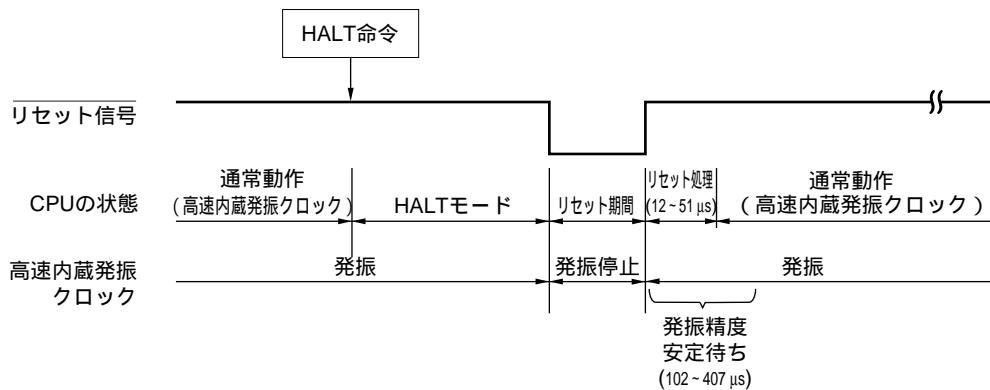 HALT命令
リセット信号
CPUの状態
通常動作
(高速内蔵発振クロック)
HALTモード
リセット期間
リセット処理
(12~51 μs)
通常動作
(高速内蔵発振クロック)
高速内蔵発振
クロック
発振
発振停止
発振
発振精度
安定待ち
(102~407 μs)